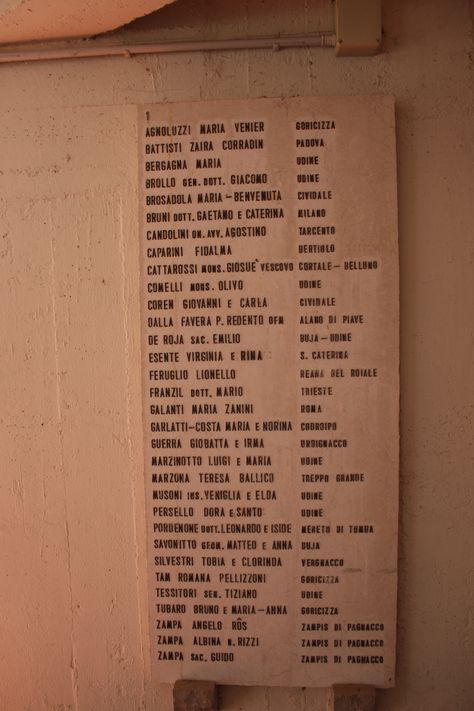 1
AGNOLUZZI MARIA VENIER GORICIZZA
BATTISTI ZAIRA CORRADIN PADOVA
BERGAGNA MARIA UDINE
BROLLO GEN. DOTT. GIACOMO UDINE
BROSADOLA MARIA - BENVENUTA CIVIDALE
BRUNI DOTT. GAETANO E CATERINA MILANO
CANDOLINI ON. AVV. AGOSTINO TARCENTO
CAPARINI FIDALMA BERTIOLO
CATTAROSSI MONS. GIOSUE' VESCOVO CORTALE - BELLUNO
COMELLI MONS. OLIVO UDINE
COREN GIOVANNI E CARLA CIVIDALE
DALLA FAVERA P. REDENTO OFM ALANO DI PIAVE
DE ROJA SAC. EMILIO BUJA - UDINE
ESENTE VIRGINIA E RINA S. CATERINA
FERUGLIO LIONELLO REANA DEL ROIALE
FRANZIL DOTT. MARIO TRIESTE
GALANTI MARIA ZANINI ROMA
GARLATTI - COSTA MARIA E NORINA CODROIPO
GUERRA GIOBATTA E IRMA URBIGNACCO
MARZINOTTO LUIGI E MARIA UDINE
MARZONA TERESA BALLICO TREPPO GRANDE
MUSONI INS. VENIGLIA E ELDA UDINE
PERSELLO DORA E SANTO UDINE
PORDENONE DOTT. LEONARDO E ISIDE MERETO DI TOMBA
SAVONITTO GEOM. MATTEO E ANNA BUJA
SILVESTRI TOBIA E CLORINDA VERGNACCO
TAM ROMANA PELLIZZONI GORICIZZA
TESSITORI SEN. TIZIANO UDINE
TUBARO BRUNO E MARIA - ANNA GORICIZZA
ZAMPA ANGELO RÔS ZAMPIS DI PAGNACCO
ZAMPA ALBINA N. RIZZI ZAMPIS DI PAGNACCO
ZAMPA SAC. GUIDO ZAMPIS DI PAGNACCO